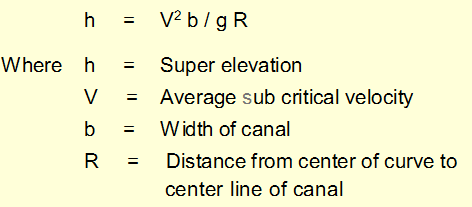 h = V² b / g R
Where h = Super elevation
V = Average sub critical velocity
b = Width of canal
R = Distance from center of curve to
center line of canal